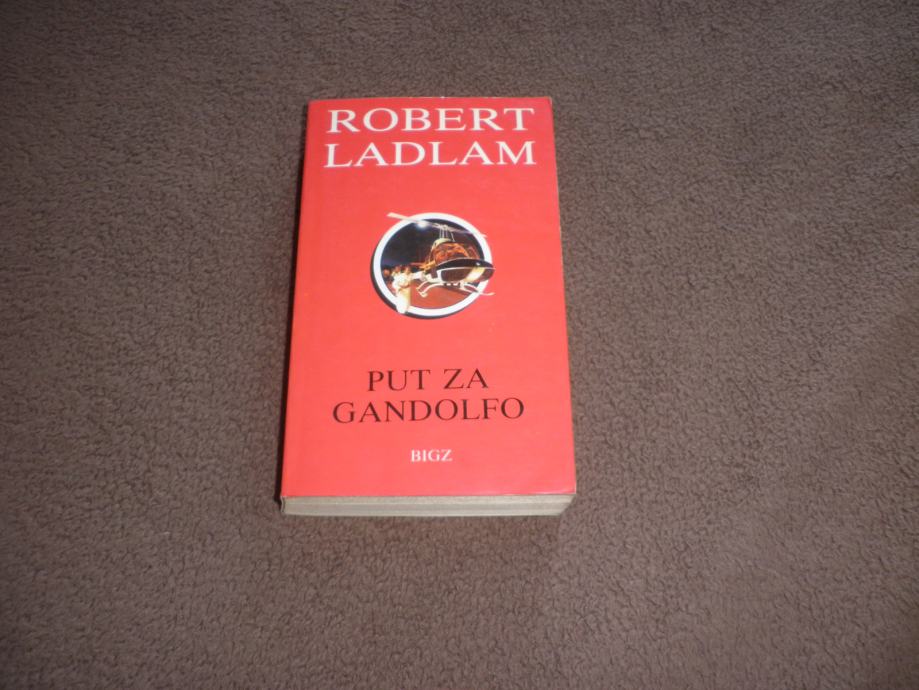 ROBERT
LADLAM
PUT ZA
GANDOLFO
BIGZ